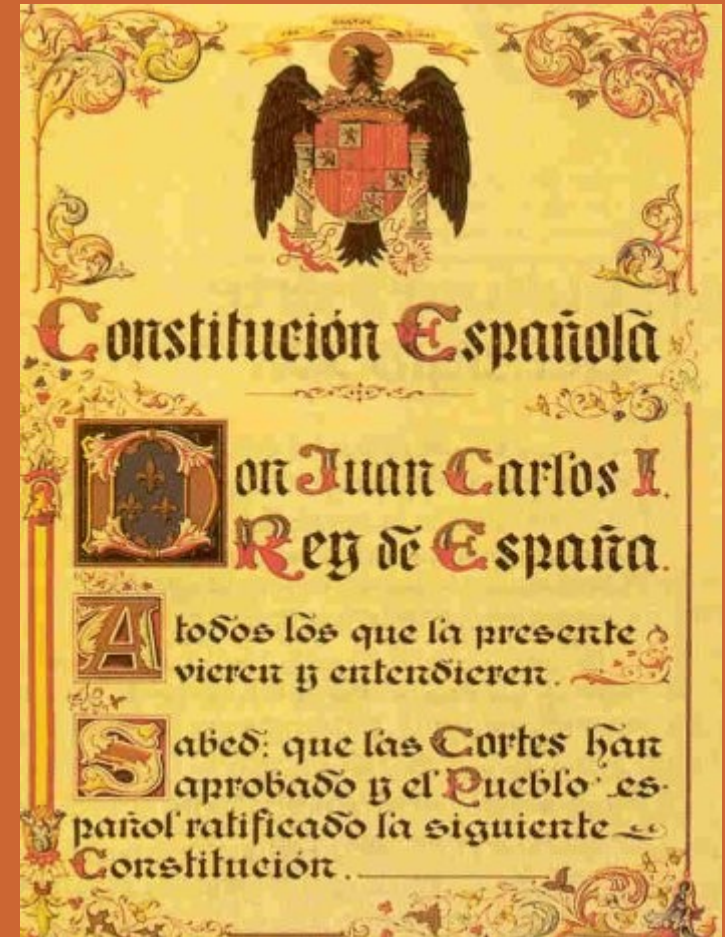 Constitución Española
Don Juan Carlos I.
Rey de España.
A todos los que la presente
vieren y entendieren.
Sabed: que las Cortes han
aprobado y el Pueblo es-
pañol ratificado la siguiente
Constitución.